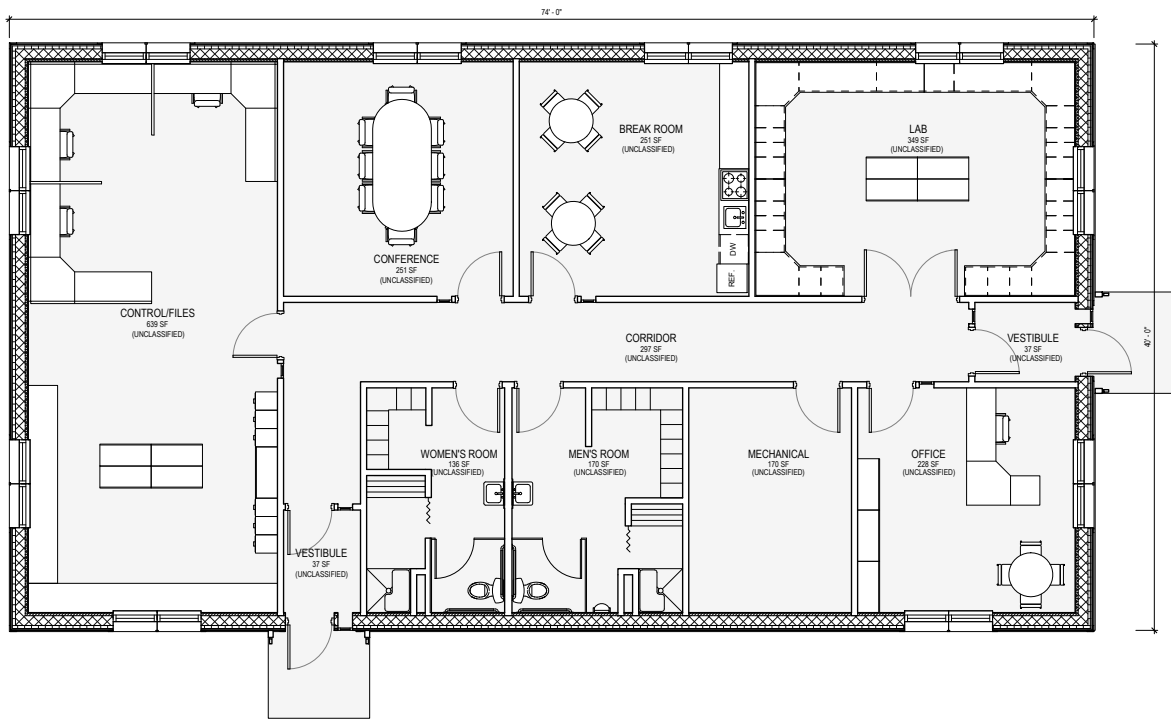 74' - 0"
BREAK ROOM
251 SF
(UNCLASSIFIED)
LAB
349 SF
(UNCLASSIFIED)
CONFERENCE
251 SF
(UNCLASSIFIED)
DW
REF.
CONTROL/FILES
639 SF
(UNCLASSIFIED)
CORRIDOR
297 SF
(UNCLASSIFIED)
VESTIBULE
37 SF
(UNCLASSIFIED)
40' - 0"
WOMEN'S ROOM
136 SF
(UNCLASSIFIED)
MEN'S ROOM
170 SF
(UNCLASSIFIED)
MECHANICAL
170 SF
(UNCLASSIFIED)
OFFICE
228 SF
(UNCLASSIFIED)
VESTIBULE
37 SF
(UNCLASSIFIED)